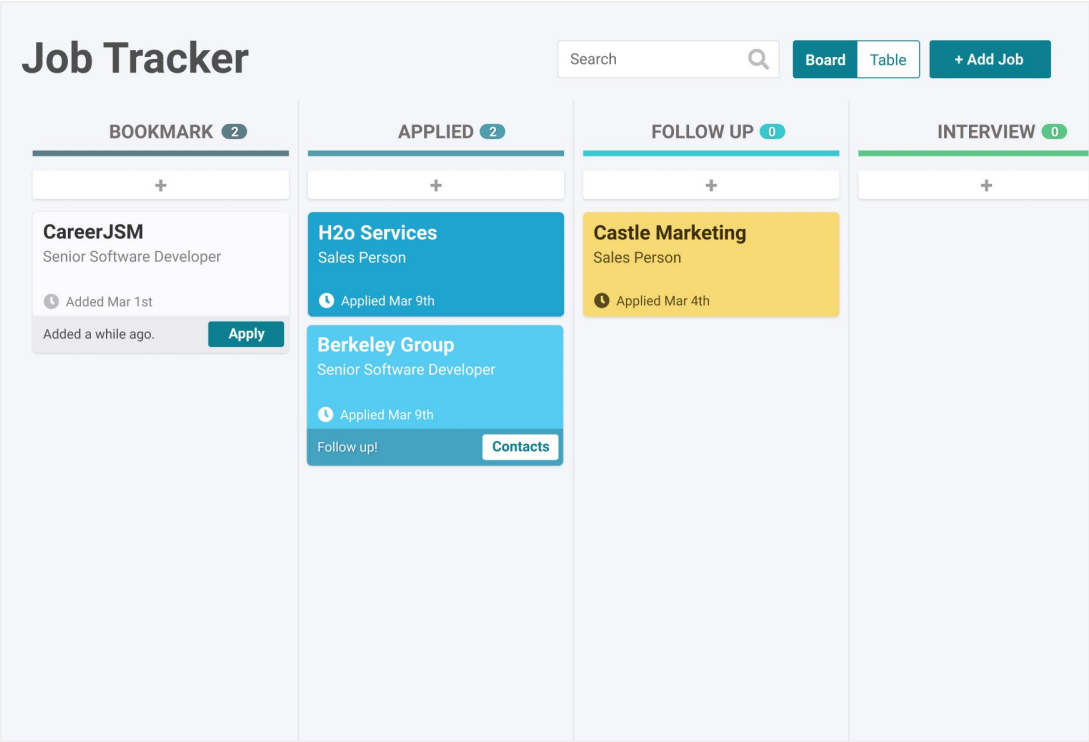 Job Tracker
Search
Board
Table
+ Add Job
BOOKMARK 2
+
CareerJSM
Senior Software Developer
Added Mar 1st
Added a while ago.
Apply
APPLIED 2
+
H2o Services
Sales Person
Applied Mar 9th
Berkeley Group
Senior Software Developer
Applied Mar 9th
Follow up!
Contacts
FOLLOW UP 0
+
Castle Marketing
Sales Person
Applied Mar 4th
INTERVIEW 0
+